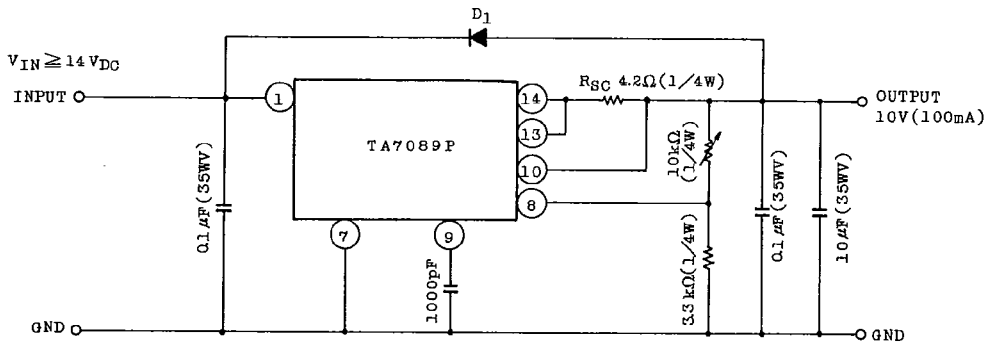 D1
VIN ≧ 14VDC
INPUT
1
TA7089P
14
13
10
8
7
9
RSC 4.2Ω(1/4W)
OUTPUT
10V(100mA)
10kΩ
(1/4W)
3.3kΩ(1/4W)
0.1μF(35WV)
10μF(35WV)
0.1μF(35WV)
1000pF
GND
GND